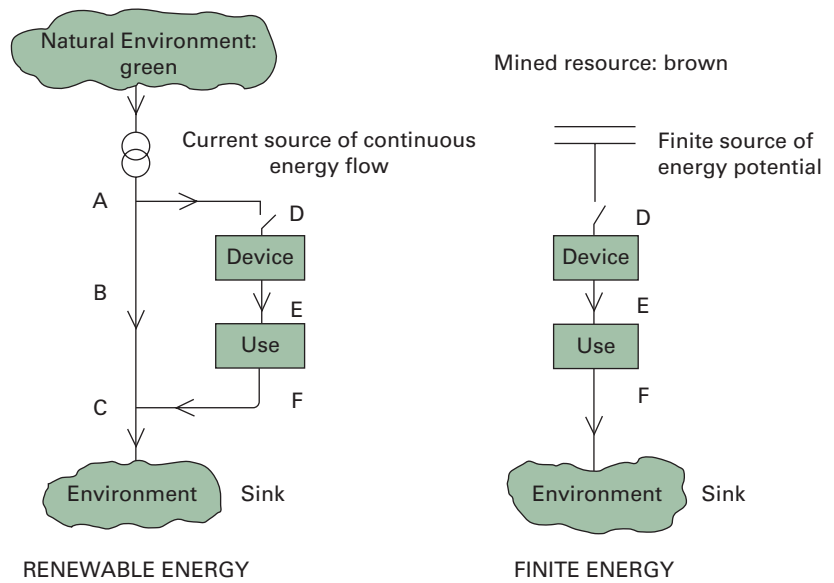 Natural Environment:
green
Current source of continuous
energy flow
A
D
Device
B
E
Use
C
F
Environment
Sink
RENEWABLE ENERGY
Mined resource: brown
Finite source of
energy potential
D
Device
E
Use
F
Environment
Sink
FINITE ENERGY